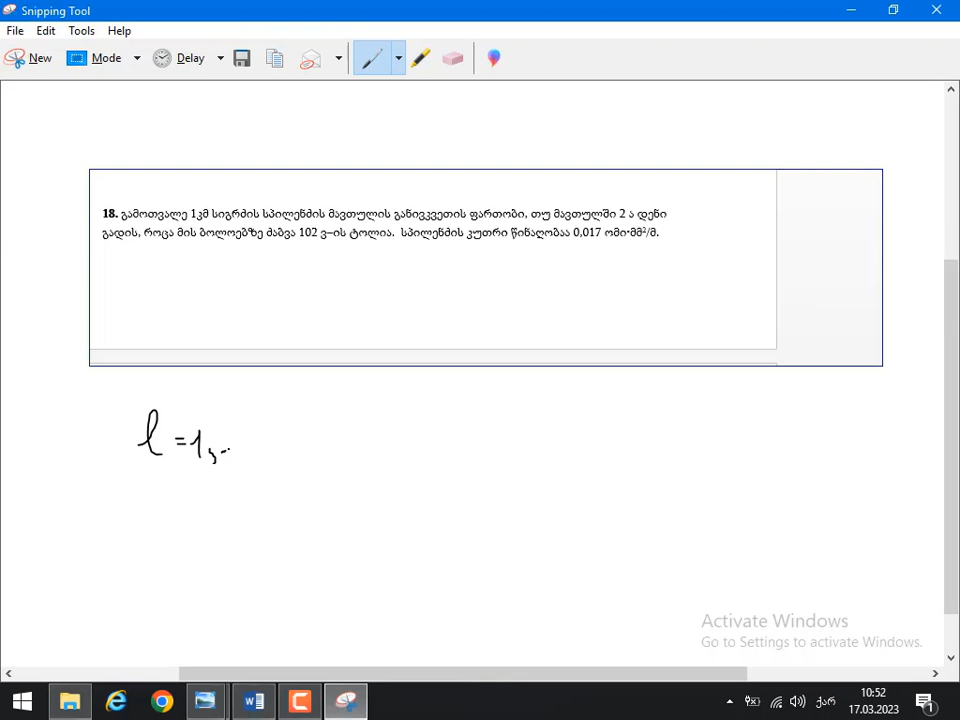 Snipping Tool
File Edit Tools Help
New Mode Delay
18. გამოთვალე 1კმ სიგრძის სპილენძის მავთულის განივკვეთის ფართობი, თუ მავთულში 2 ა დენი
გადის, როცა მის ბოლოებზე ძაბვა 102 ვ–ის ტოლია. სპილენძის კუთრი წინაღობაა 0,017 ომი·მმ²/მ.
l = 1
Activate Windows
Go to Settings to activate Windows.
ქარ
10:52
17.03.2023
1